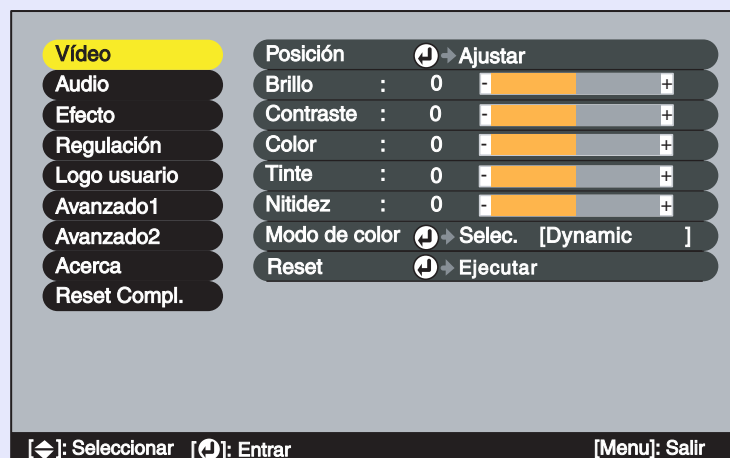 Vídeo
Audio
Efecto
Regulación
Logo usuario
Avanzado1
Avanzado2
Acerca
Reset Compl.
Posición Ajustar
Brillo : 0 - +
Contraste : 0 - +
Color : 0 - +
Tinte : 0 - +
Nitidez : 0 - +
Modo de color Selec. [Dynamic ]
Reset Ejecutar
[ ]: Seleccionar [ ]: Entrar [Menu]: Salir